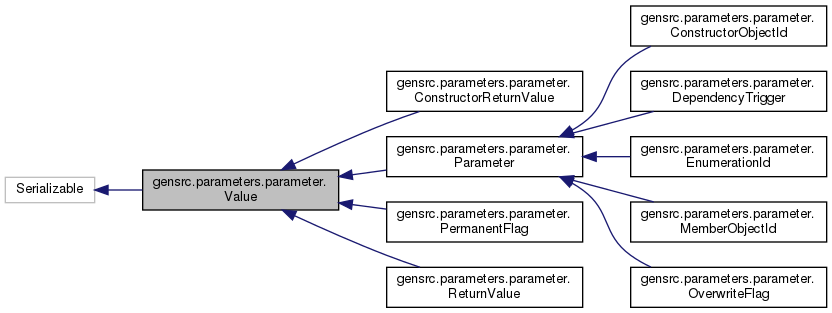 Serializable
gensrc.parameters.parameter.
Value
gensrc.parameters.parameter.
ConstructorReturnValue
gensrc.parameters.parameter.
Parameter
gensrc.parameters.parameter.
PermanentFlag
gensrc.parameters.parameter.
ReturnValue
gensrc.parameters.parameter.
ConstructorObjectId
gensrc.parameters.parameter.
DependencyTrigger
gensrc.parameters.parameter.
EnumerationId
gensrc.parameters.parameter.
MemberObjectId
gensrc.parameters.parameter.
OverwriteFlag